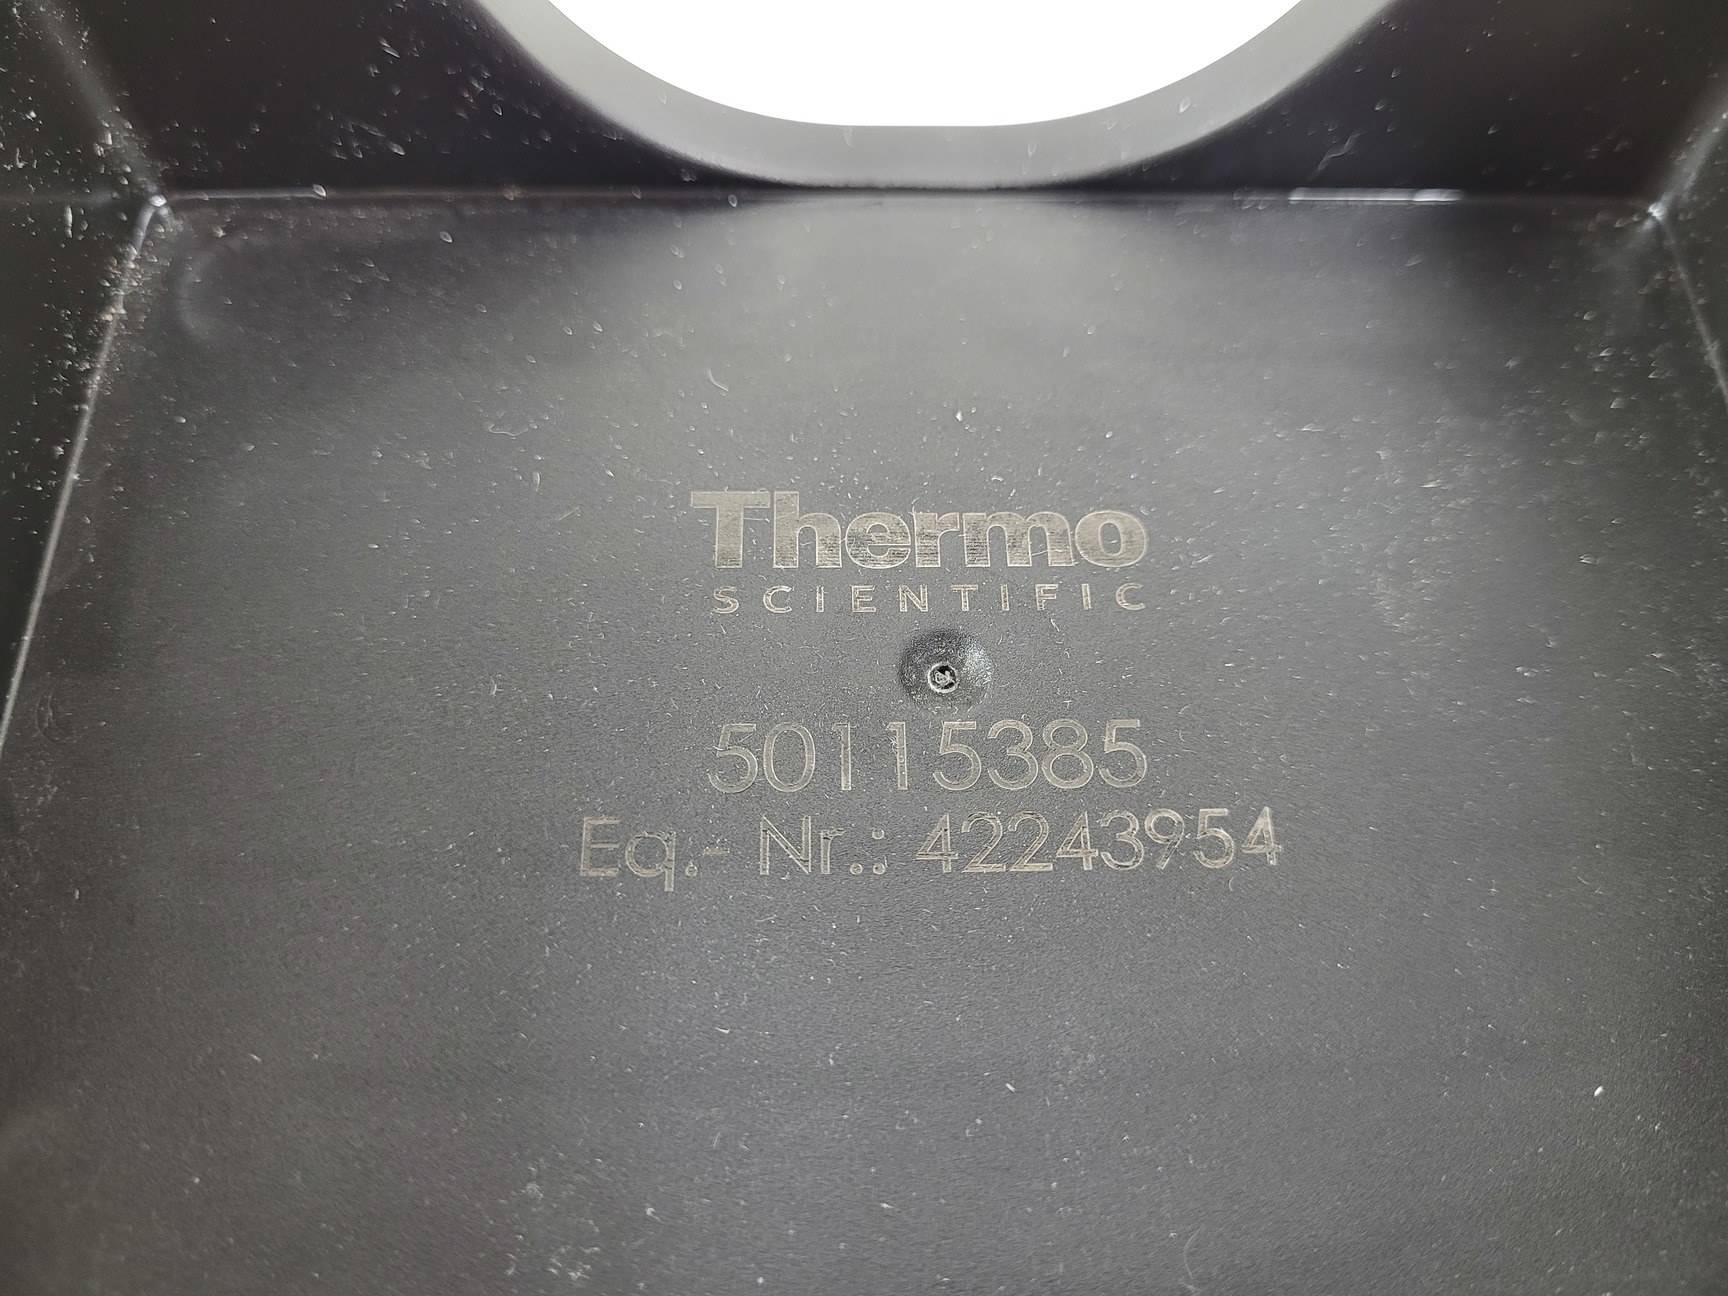 Thermo
SCIENTIFIC
50115385
Eq.- Nr.: 42243954